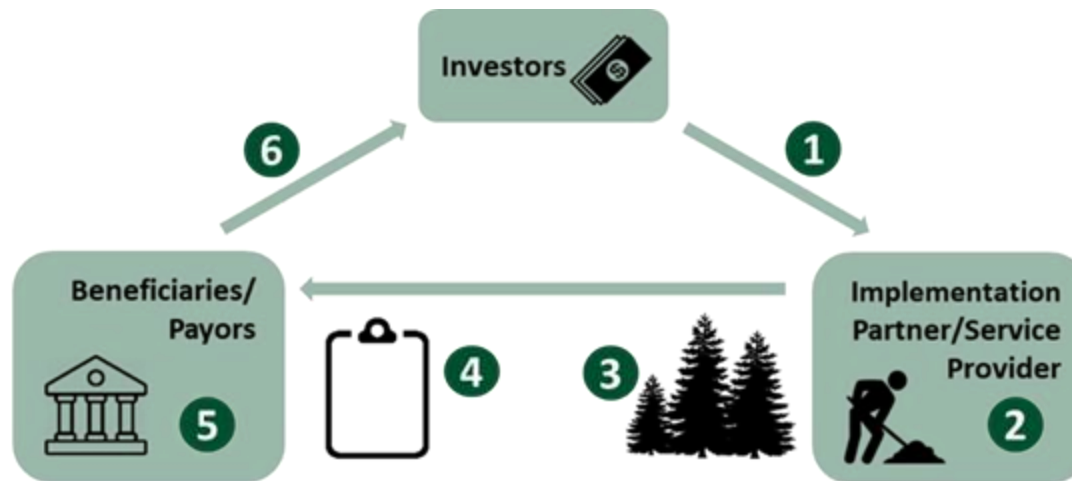 Investors
6
1
Beneficiaries/
Payors
5
4
3
Implementation
Partner/Service
Provider
2